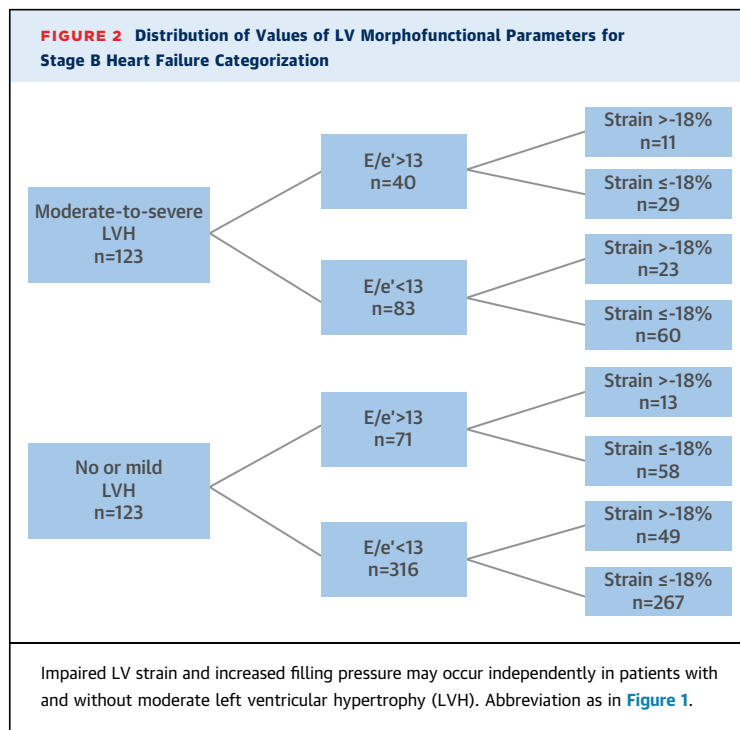 FIGURE 2 Distribution of Values of LV Morphofunctional Parameters for
Stage B Heart Failure Categorization
Moderate-to-severe
LVH
n=123
E/e'>13
n=40
Strain >-18%
n=11
Strain ≤-18%
n=29
E/e'<13
n=83
Strain >-18%
n=23
Strain ≤-18%
n=60
No or mild
LVH
n=123
E/e'>13
n=71
Strain >-18%
n=13
Strain ≤-18%
n=58
E/e'<13
n=316
Strain >-18%
n=49
Strain ≤-18%
n=267
Impaired LV strain and increased filling pressure may occur independently in patients with
and without moderate left ventricular hypertrophy (LVH). Abbreviation as in Figure 1.